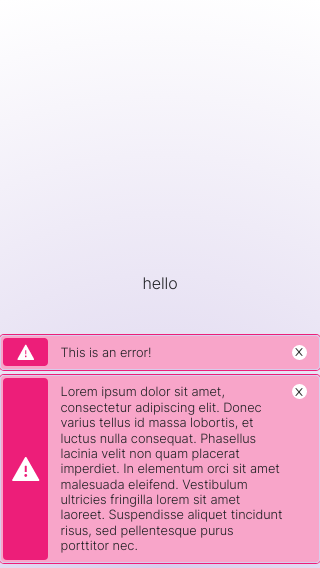 hello
This is an error!
X
Lorem ipsum dolor sit amet,
X
consectetur adipiscing elit. Donec
varius tellus id massa lobortis, et
luctus nulla consequat. Phasellus
lacinia velit non quam placerat
imperdiet. In elementum orci sit amet
malesuada eleifend. Vestibulum
ultricies fringilla lorem sit amet
laoreet. Suspendisse aliquet tincidunt
risus, sed pellentesque purus
porttitor nec.